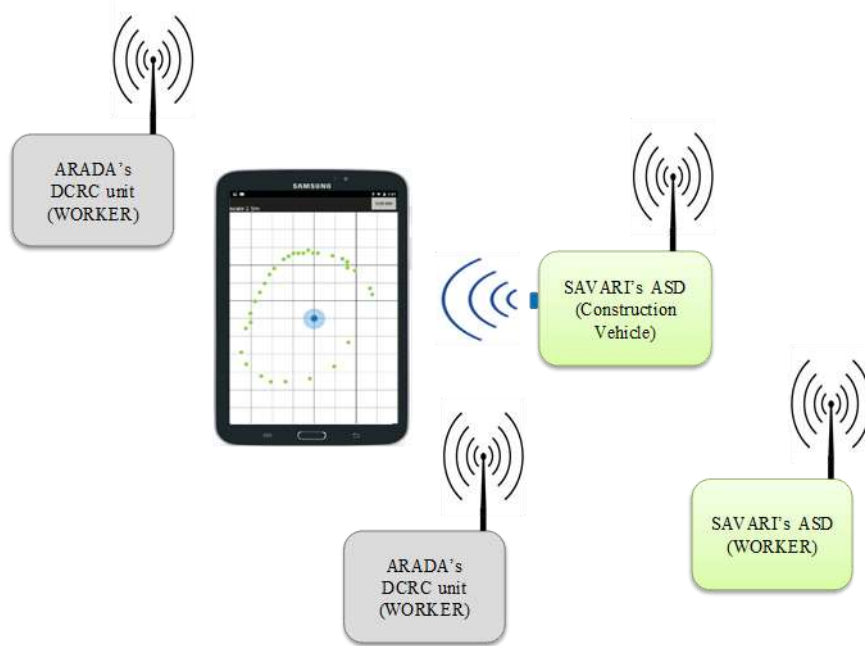 ARADA's
DCRC unit
(WORKER)
SAMSUNG
SAVARI's ASD
(Construction
Vehicle)
SAVARI's ASD
(WORKER)
ARADA's
DCRC unit
(WORKER)